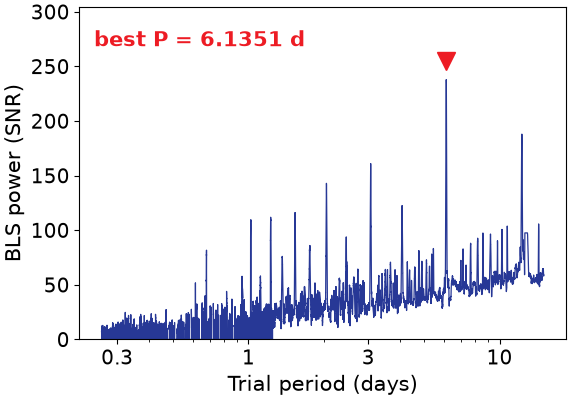 best P = 6.1351 d
BLS power (SNR)
300
250
200
150
100
50
0
0.3 1 3 10
Trial period (days)